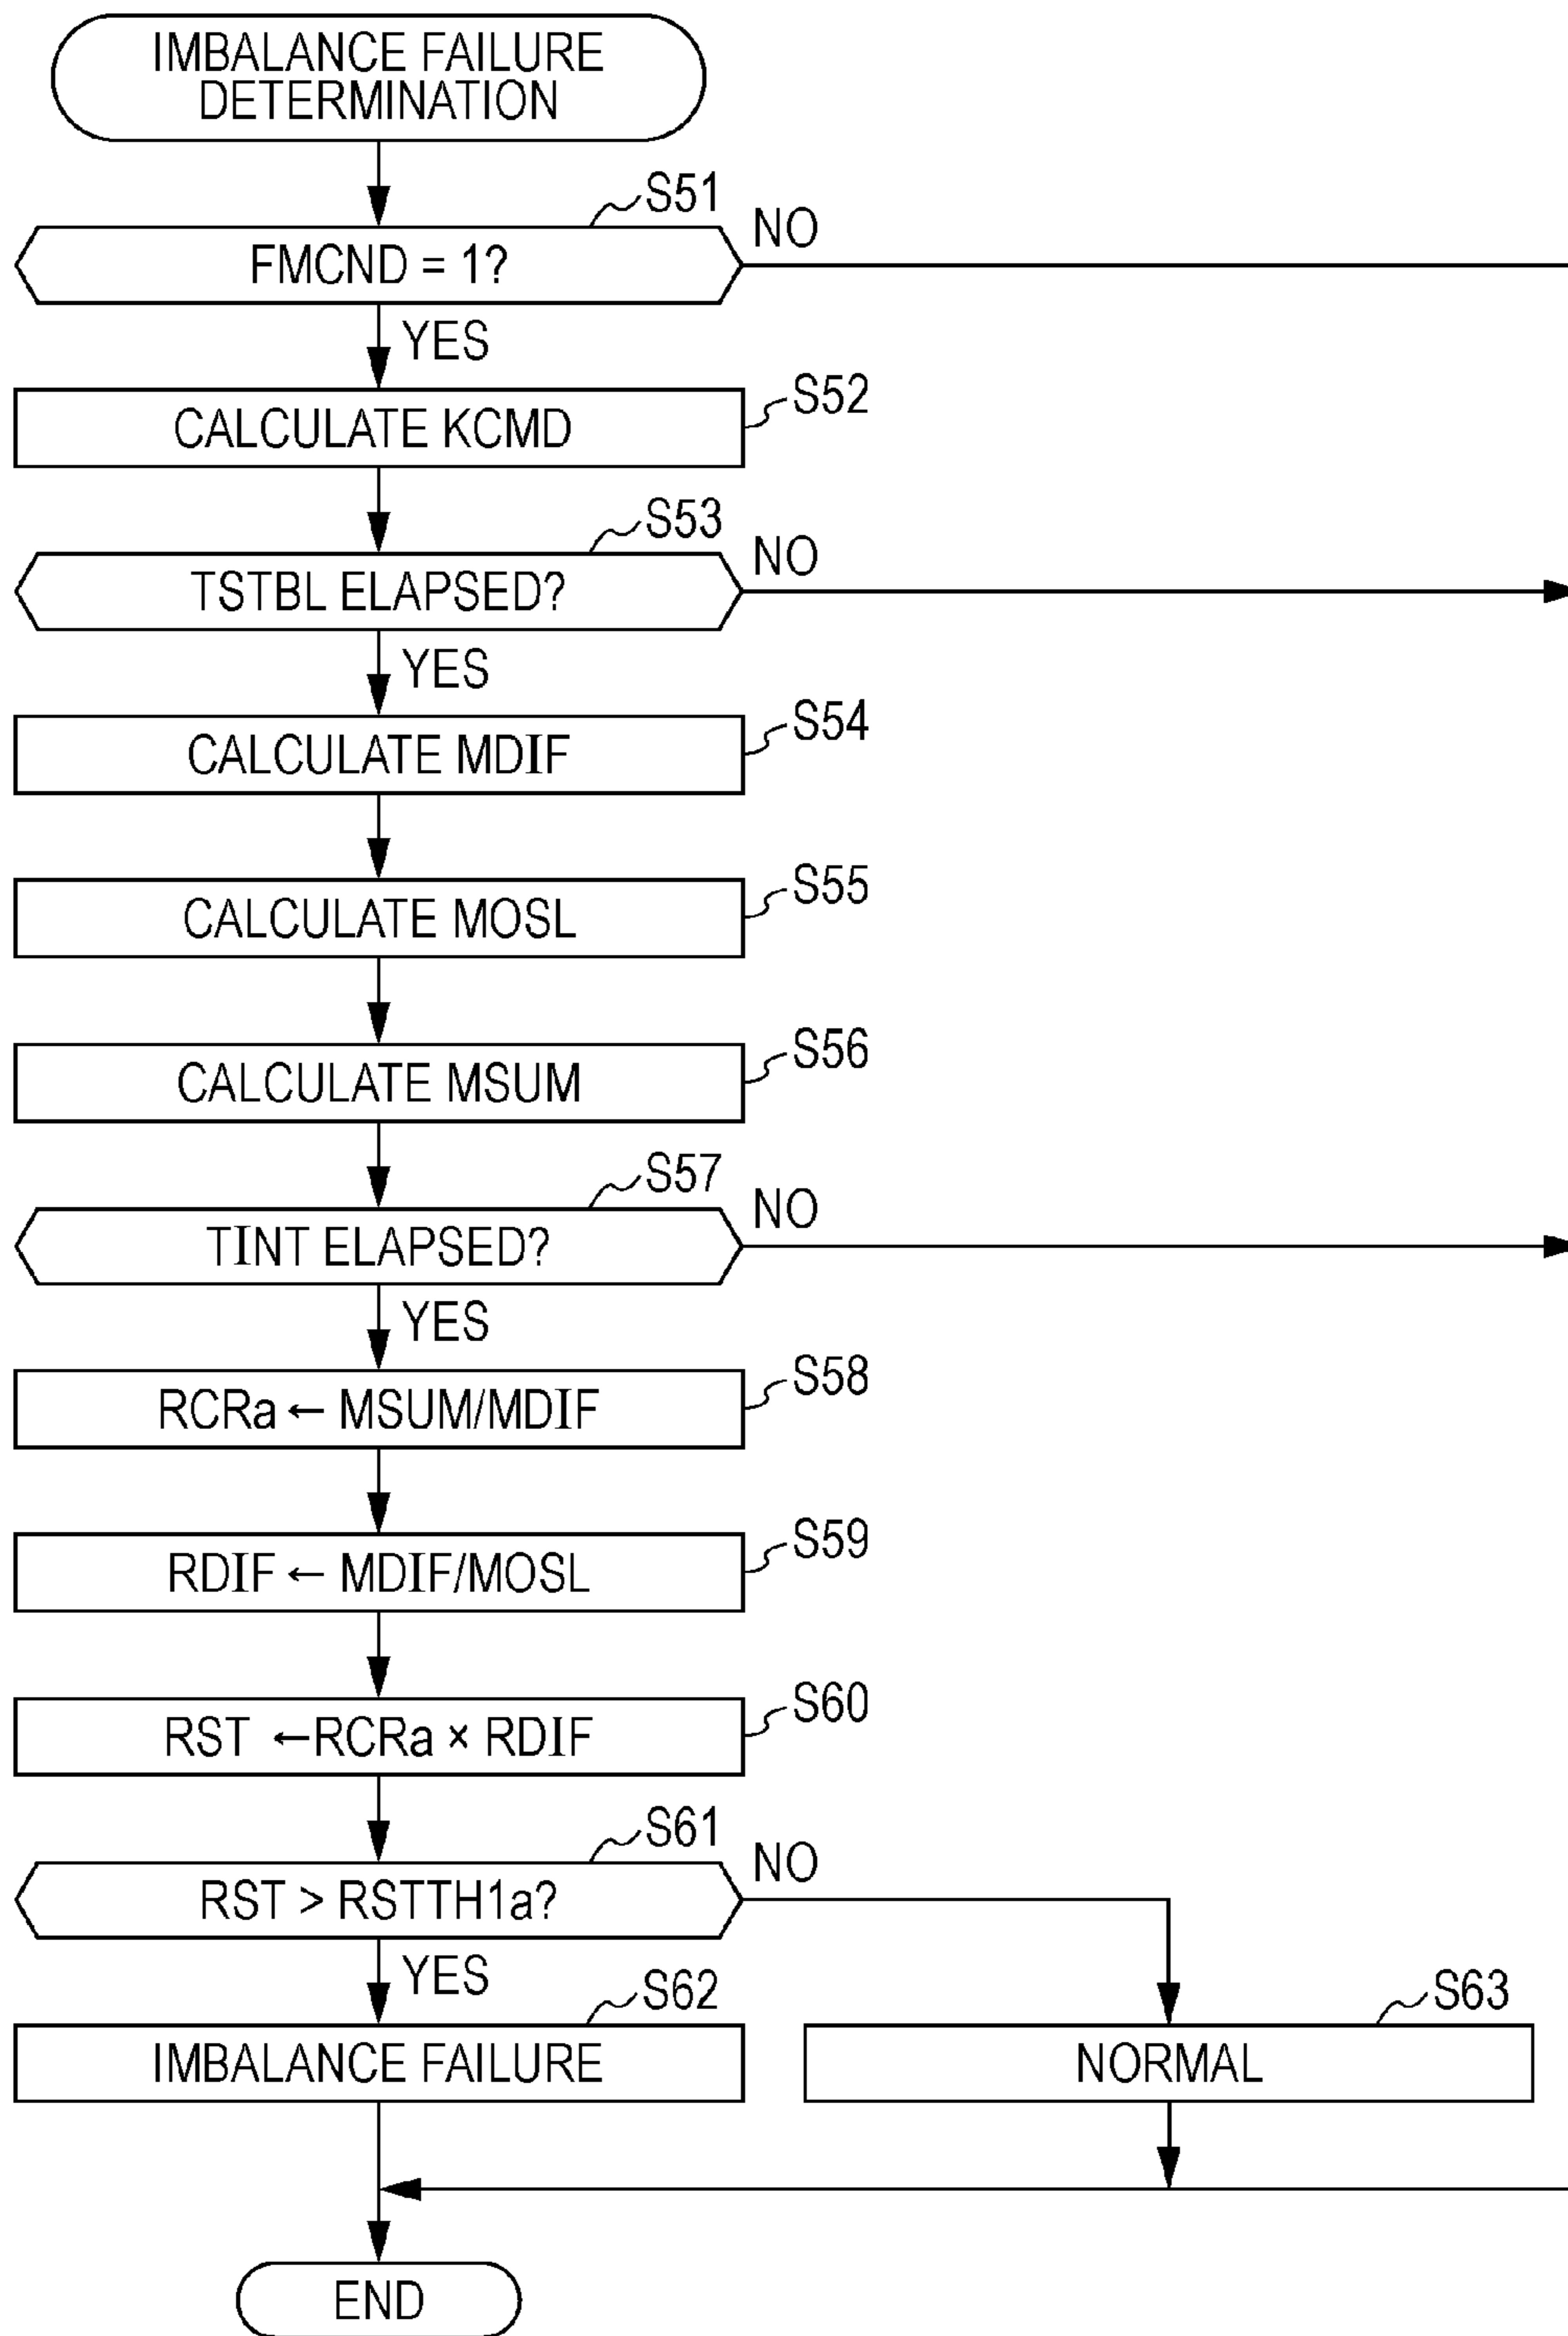 IMBALANCE FAILURE
DETERMINATION
S51
FMCND = 1?
NO
YES
S52
CALCULATE KCMD
S53
TSTBL ELAPSED?
NO
YES
S54
CALCULATE MDIF
S55
CALCULATE MOSL
S56
CALCULATE MSUM
S57
TINT ELAPSED?
NO
YES
S58
RCRa ← MSUM/MDIF
S59
RDIF ← MDIF/MOSL
S60
RST ←RCRa × RDIF
S61
RST > RSTTH1a?
NO
YES
S62
IMBALANCE FAILURE
S63
NORMAL
END